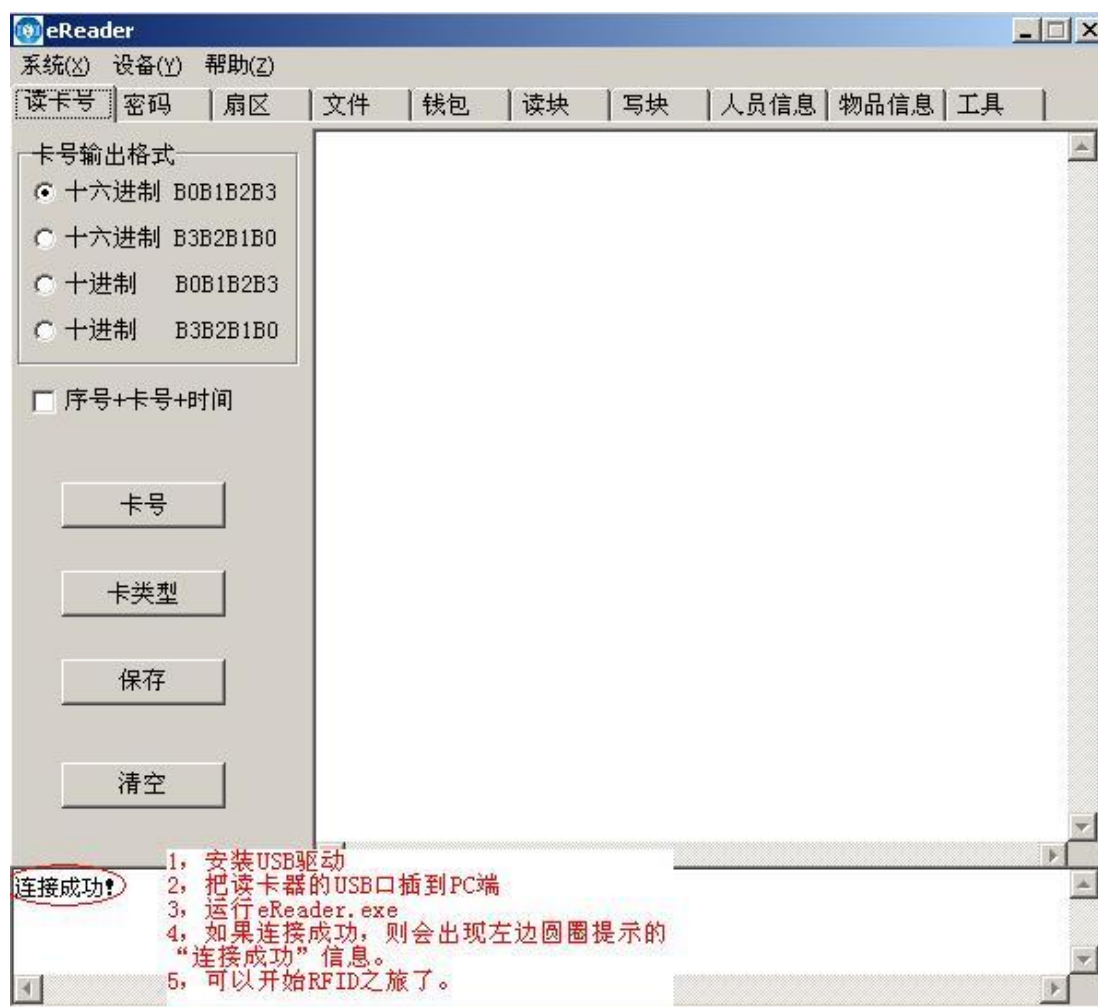 eReader
系统(X) 设备(Y) 帮助(Z)
读卡号 密码 扇区 文件 钱包 读块 写块 人员信息 物品信息 工具
卡号输出格式
十六进制 B0B1B2B3
十六进制 B3B2B1B0
十进制 B0B1B2B3
十进制 B3B2B1B0
序号+卡号+时间
卡号
卡类型
保存
清空
连接成功!
1, 安装USB驱动
2, 把读卡器的USB口插到PC端
3, 运行eReader.exe
4, 如果连接成功, 则会出现左边圆圈提示的
“连接成功”信息。
5, 可以开始RFID之旅了。